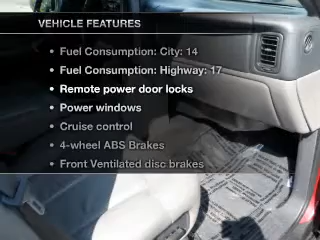 VEHICLE FEATURES
• Fuel Consumption: City: 14
• Fuel Consumption: Highway: 17
• Remote power door locks
• Power windows
• Cruise control
• 4-wheel ABS Brakes
• Front Ventilated disc brakes